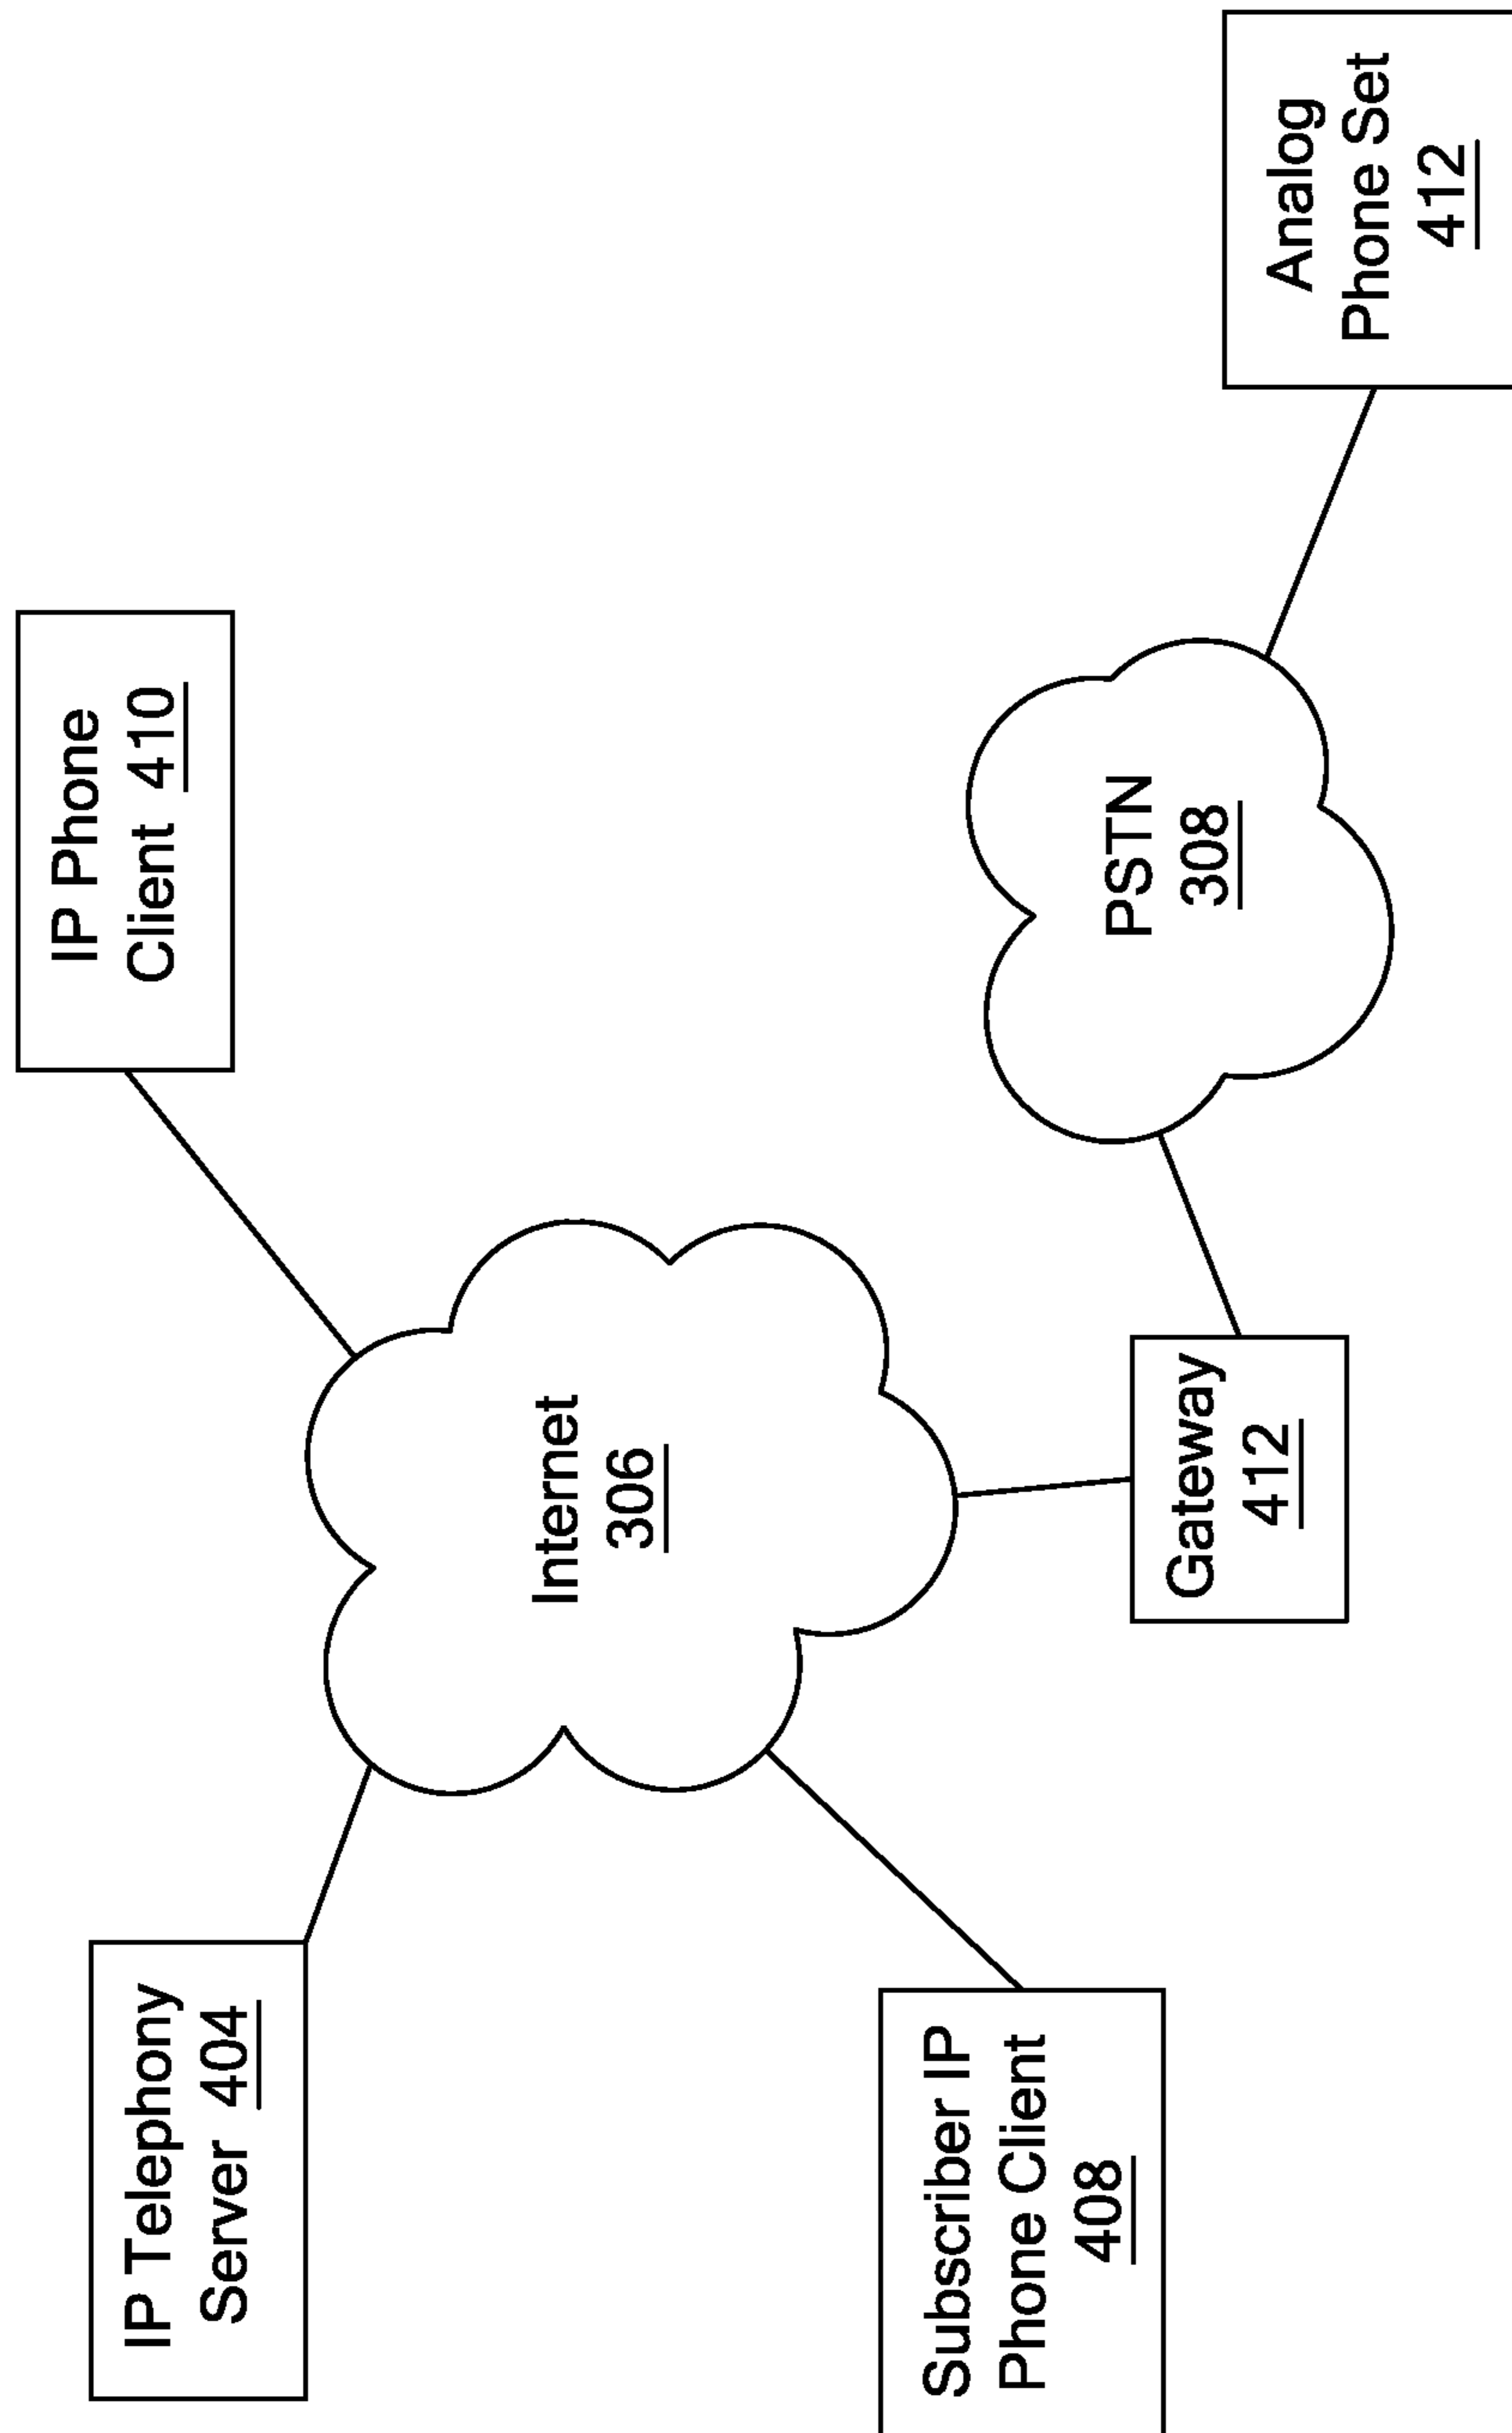 IP Telephony
Server 404
IP Phone
Client 410
Internet
306
Subscriber IP
Phone Client
408
Gateway
412
PSTN
308
Analog
Phone Set
412